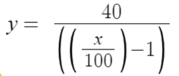 y = 40 / ((x / 100) − 1)